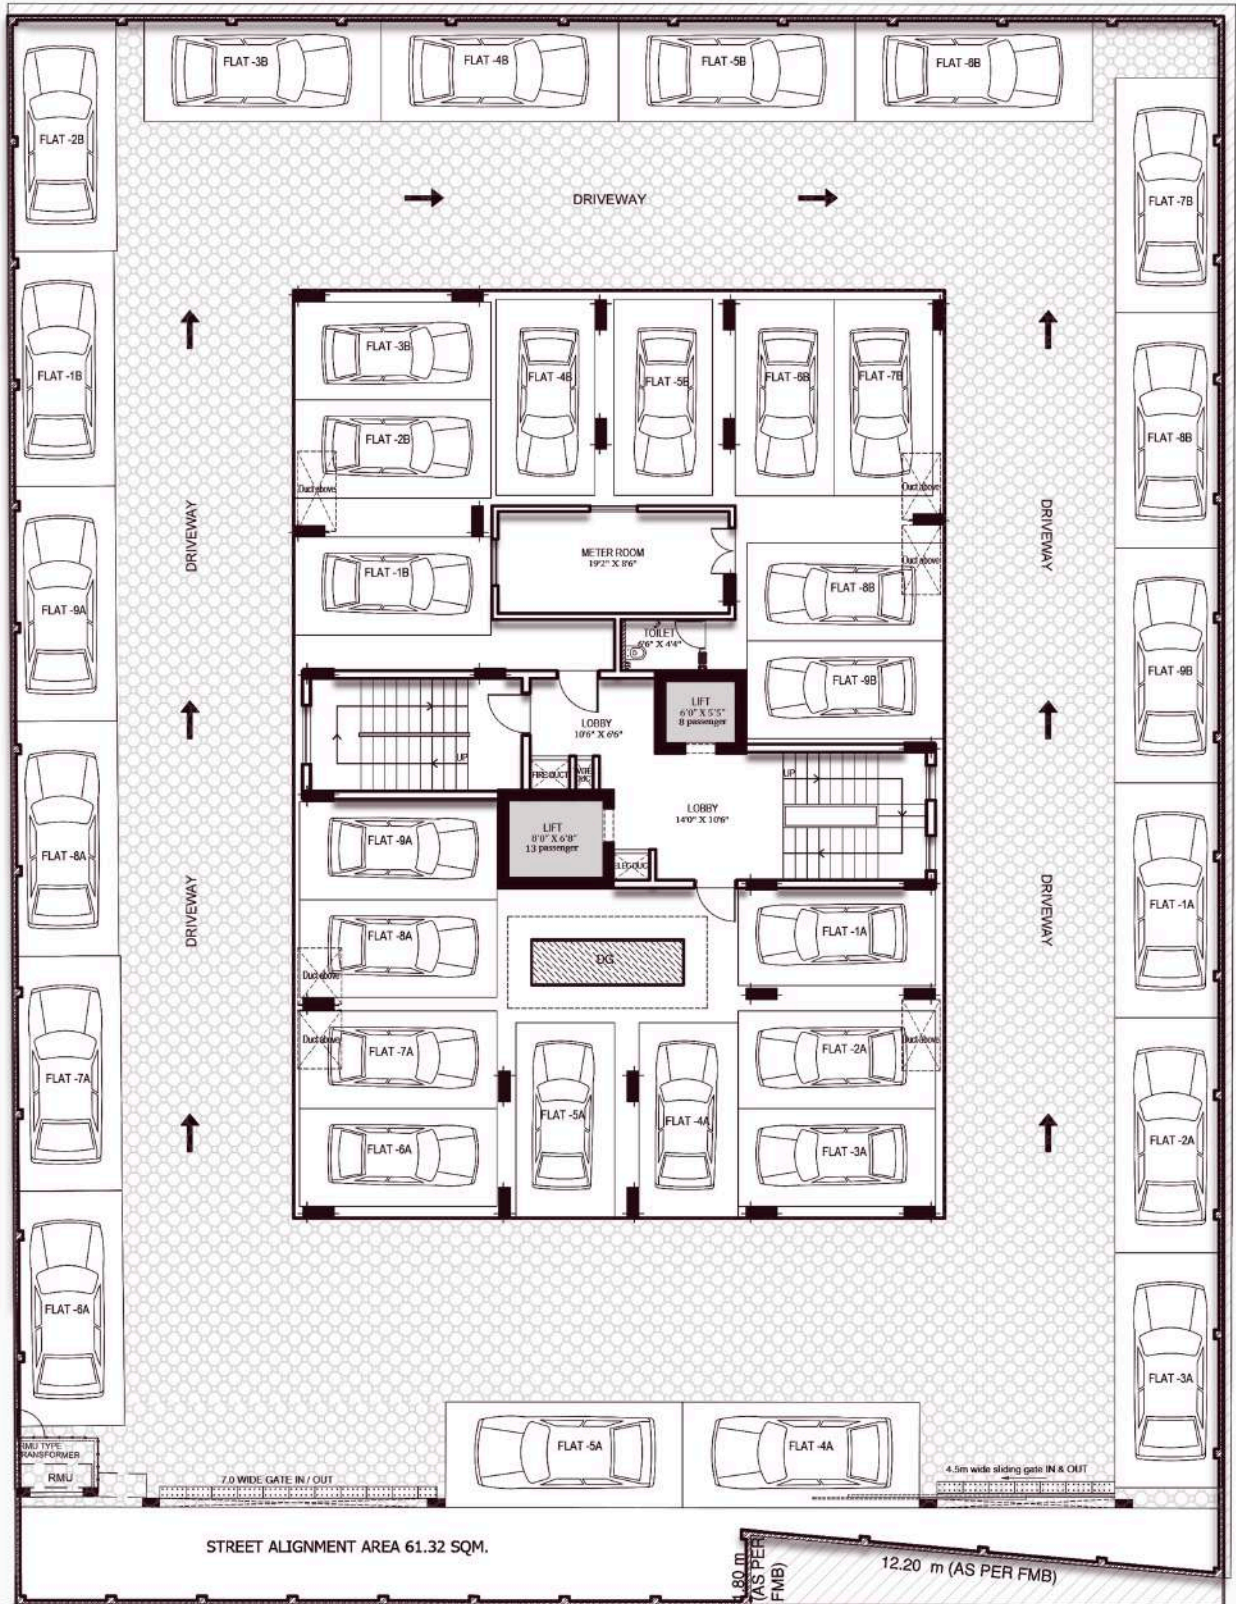 FLAT -3B
FLAT -4B
FLAT -5B
FLAT -6B
FLAT -2B
FLAT -7B
DRIVEWAY
FLAT -1B
FLAT -8B
FLAT -3B
FLAT -4B
FLAT -5B
FLAT -6B
FLAT -7B
FLAT -2B
Duct above
Duct above
DRIVEWAY
DRIVEWAY
METER ROOM
19'2" X 8'6"
Duct above
FLAT -1B
FLAT -8B
FLAT -9A
FLAT -9B
TOILET
6'6" X 4'4"
FLAT -9B
LIFT
6'0" X 5'5"
8 passenger
LOBBY
10'6" X 6'6"
UP
FIRE DUCT
UP
LOBBY
14'0" X 10'6"
LIFT
8'0" X 6'8"
13 passenger
FLAT -9A
FLAT -8A
FLAT -1A
DRIVEWAY
DRIVEWAY
FLAT -8A
FLAT -1A
DG
Duct above
Duct above
Duct above
FLAT -7A
FLAT -2A
FLAT -7A
FLAT -5A
FLAT -4A
FLAT -2A
FLAT -6A
FLAT -3A
FLAT -6A
FLAT -3A
FLAT -5A
FLAT -4A
RMU TYPE
TRANSFORMER
RMU
7.0 WIDE GATE IN / OUT
4.5m wide sliding gate IN & OUT
STREET ALIGNMENT AREA 61.32 SQM.
1.80 m
(AS PER
FMB)
12.20 m (AS PER FMB)